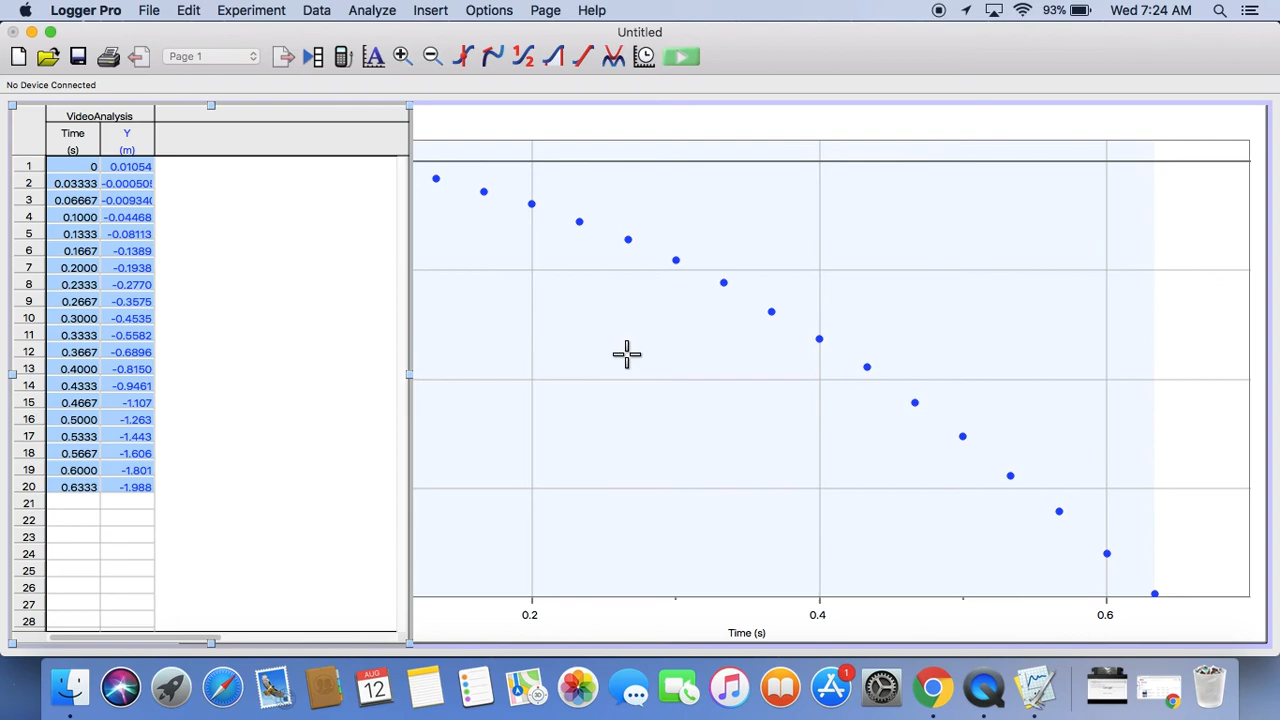 Logger Pro File Edit Experiment Data Analyze Insert Options Page Help 93% Wed 7:24 AM
Untitled
Page 1
No Device Connected
VideoAnalysis
Time Y
(s) (m)
1 0 0.01054
2 0.03333 -0.00050
3 0.06667 -0.00934
4 0.1000 -0.04468
5 0.1333 -0.08113
6 0.1667 -0.1389
7 0.2000 -0.1938
8 0.2333 -0.2770
9 0.2667 -0.3575
10 0.3000 -0.4535
11 0.3333 -0.5582
12 0.3667 -0.6896
13 0.4000 -0.8150
14 0.4333 -0.9461
15 0.4667 -1.107
16 0.5000 -1.263
17 0.5333 -1.443
18 0.5667 -1.606
19 0.6000 -1.801
20 0.6333 -1.988
21
22
23
24
25
26
27
28
0.2 0.4 0.6
Time (s)
AUG
12
1